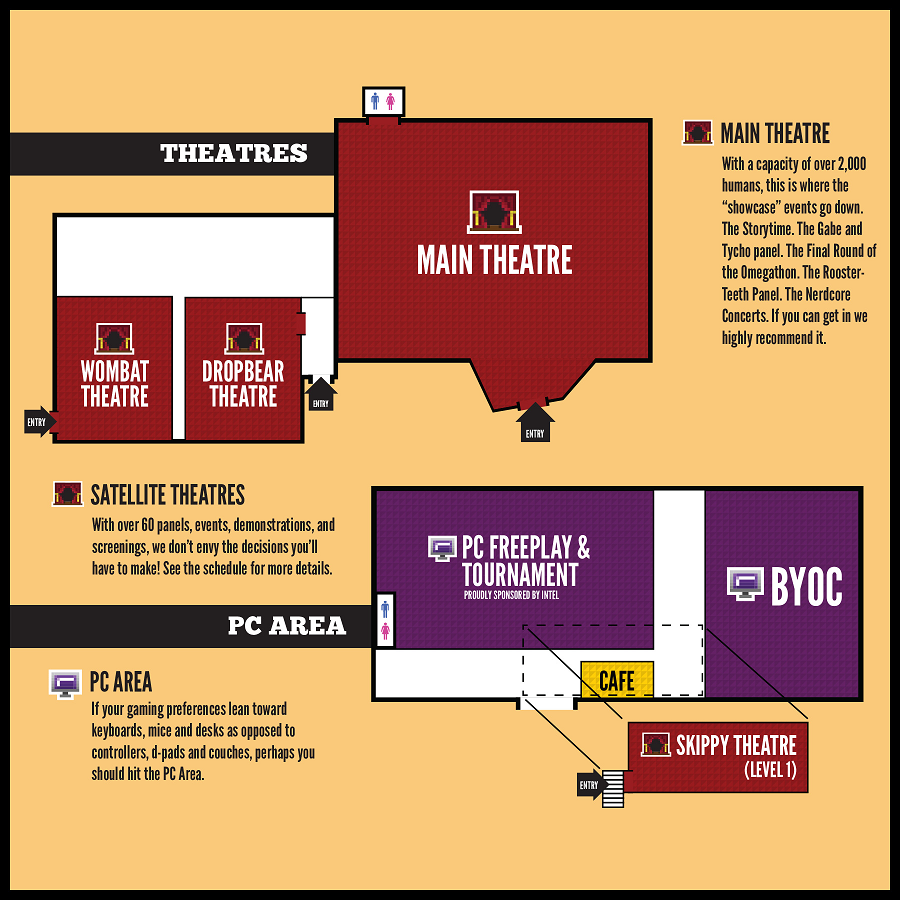 THEATRES
MAIN THEATRE
MAIN THEATRE
With a capacity of over 2,000
humans, this is where the
“showcase” events go down.
The Storytime. The Gabe and
Tycho panel. The Final Round of
the Omegathon. The Rooster-
Teeth Panel. The Nerdcore
Concerts. If you can get in we
highly recommend it.
WOMBAT
THEATRE
DROPBEAR
THEATRE
ENTRY
ENTRY
ENTRY
SATELLITE THEATRES
With over 60 panels, events, demonstrations, and
screenings, we don’t envy the decisions you’ll
have to make! See the schedule for more details.
PC FREEPLAY &
TOURNAMENT
PROUDLY SPONSORED BY INTEL
BYOC
PC AREA
CAFE
PC AREA
If your gaming preferences lean toward
keyboards, mice and desks as opposed to
controllers, d-pads and couches, perhaps you
should hit the PC Area.
SKIPPY THEATRE
(LEVEL 1)
ENTRY